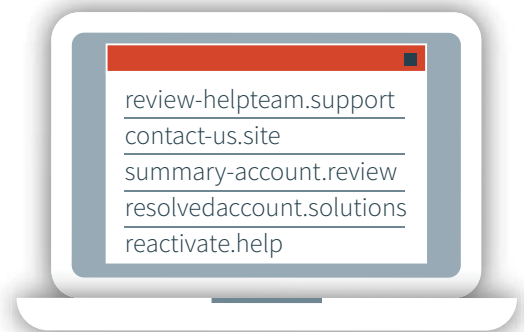 review-helpteam.support
contact-us.site
summary-account.review
resolvedaccount.solutions
reactivate.help